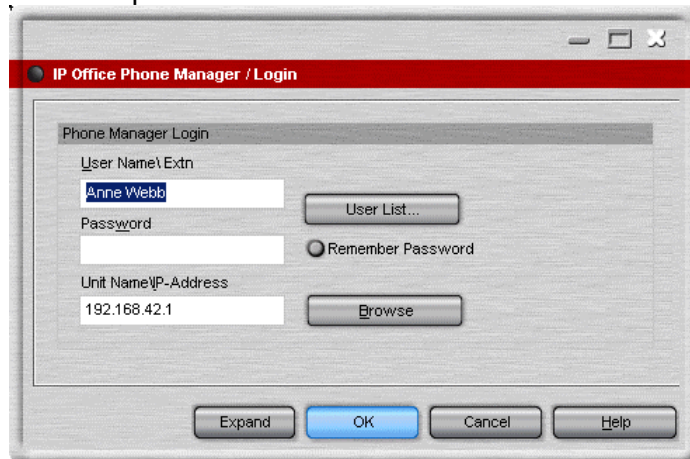 IP Office Phone Manager / Login
Phone Manager Login
User Name\ Extn
Anne Webb
User List...
Password
Remember Password
Unit Name\IP-Address
192.168.42.1
Browse
Expand OK Cancel Help